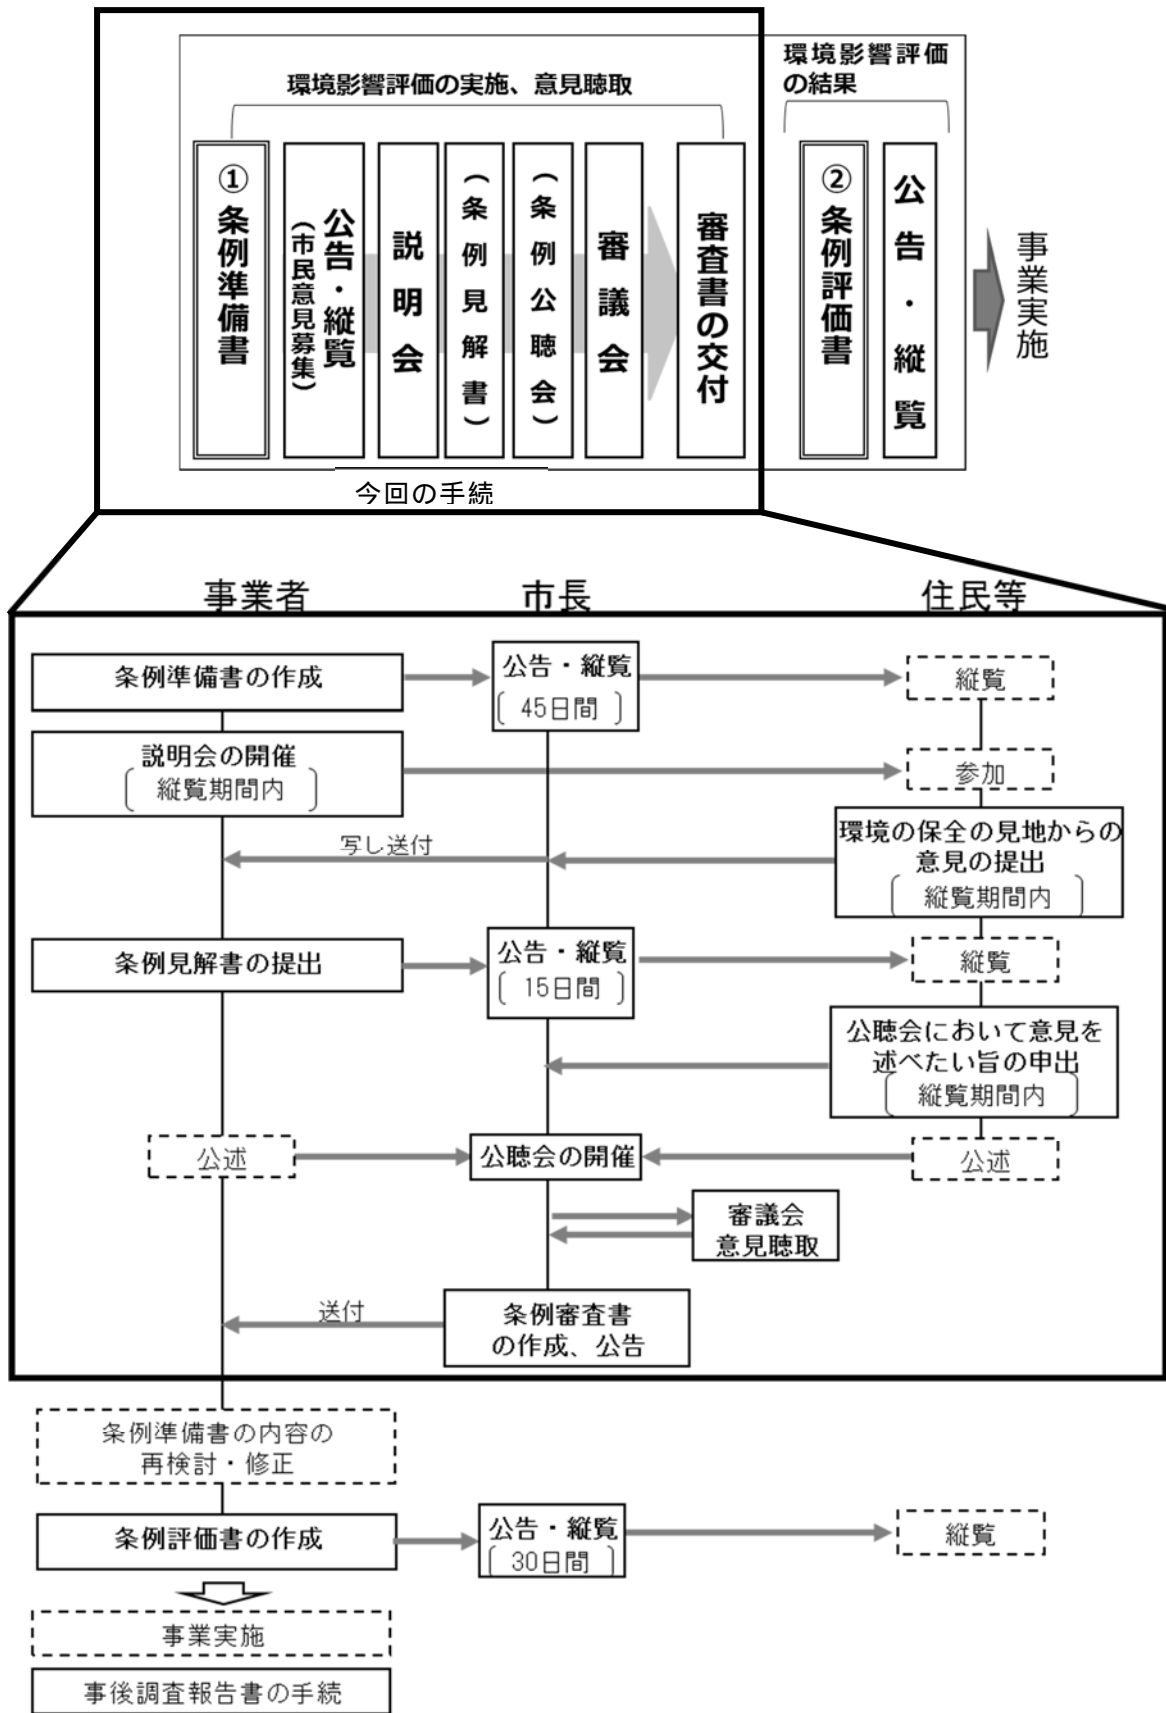 環境影響評価の実施、意見聴取
環境影響評価
の結果
①条例準備書
公告・縦覧
(市民意見募集)
説明会
(条例見解書)
(条例公聴会)
審議会
審査書の交付
②条例評価書
公告・縦覧
事業実施
今回の手続
事業者
市長
住民等
条例準備書の作成
公告・縦覧
〔45日間〕
縦覧
説明会の開催
〔縦覧期間内〕
参加
環境の保全の見地からの
意見の提出
〔縦覧期間内〕
写し送付
条例見解書の提出
公告・縦覧
〔15日間〕
縦覧
公聴会において意見を
述べたい旨の申出
〔縦覧期間内〕
公述
公聴会の開催
公述
審議会
意見聴取
送付
条例審査書
の作成、公告
条例準備書の内容の
再検討・修正
条例評価書の作成
公告・縦覧
〔30日間〕
縦覧
事業実施
事後調査報告書の手続